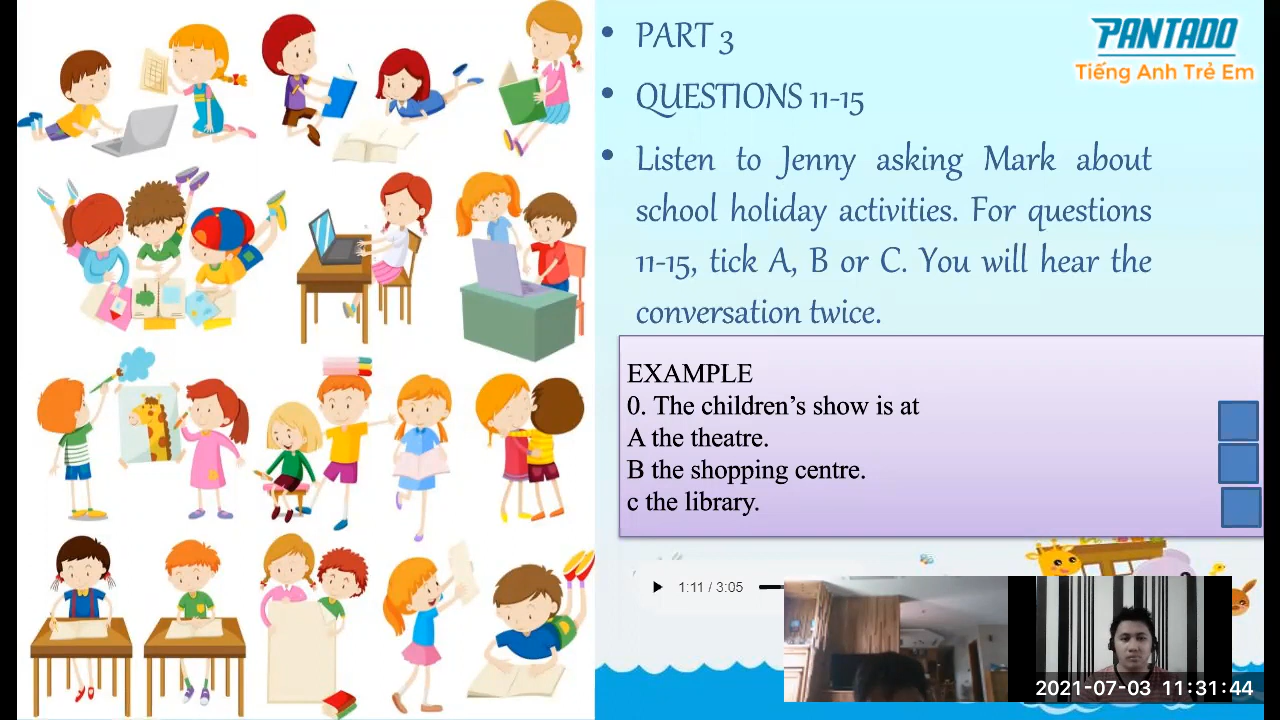 PANTADO
Tiếng Anh Trẻ Em
• PART 3
• QUESTIONS 11-15
• Listen to Jenny asking Mark about
school holiday activities. For questions
11-15, tick A, B or C. You will hear the
conversation twice.
EXAMPLE
0. The children’s show is at
A the theatre.
B the shopping centre.
c the library.
1:11 / 3:05
2021-07-03 11:31:44